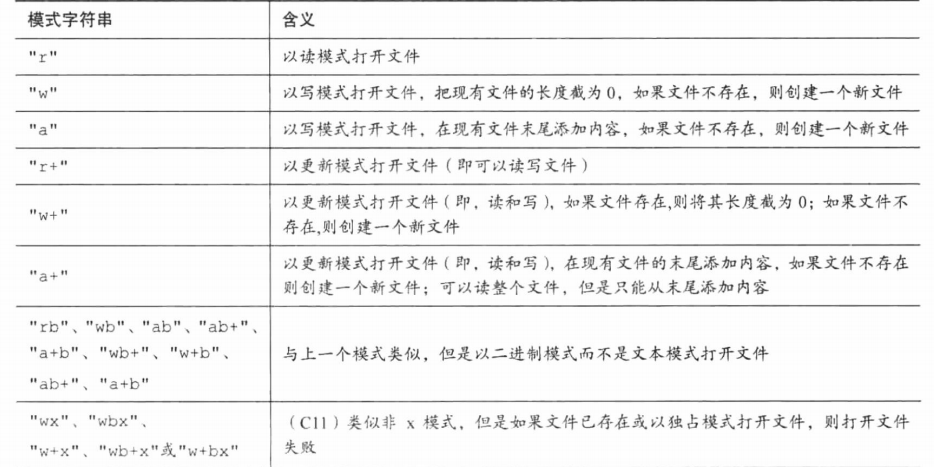 模式字符串 含义
"r" 以读模式打开文件
"w" 以写模式打开文件，把现有文件的长度截为 0，如果文件不存在，则创建一个新文件
"a" 以写模式打开文件，在现有文件末尾添加内容，如果文件不存在，则创建一个新文件
"r+" 以更新模式打开文件（即可以读写文件）
"w+" 以更新模式打开文件（即，读和写），如果文件存在,则将其长度截为 0；如果文件不
存在,则创建一个新文件
"a+" 以更新模式打开文件（即，读和写），在现有文件的末尾添加内容，如果文件不存在
则创建一个新文件；可以读整个文件，但是只能从末尾添加内容
"rb"、"wb"、"ab"、"ab+"、
"a+b"、"wb+"、"w+b"、
"ab+"、"a+b"
与上一个模式类似，但是以二进制模式而不是文本模式打开文件
"wx"、"wbx"、
"w+x"、"wb+x"或"w+bx"
（C11）类似非 x 模式，但是如果文件已存在或以独占模式打开文件，则打开文件
失败